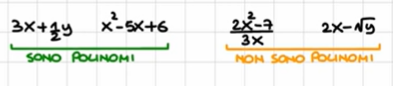 3x+½y x²-5x+6 2x²-7/3x 2x-√y
SONO POLINOMI NON SONO POLINOMI